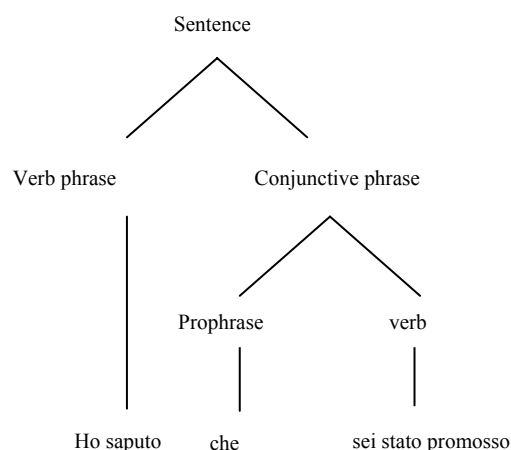 Sentence
Verb phrase Conjunctive phrase
Prophrase verb
Ho saputo che sei stato promosso